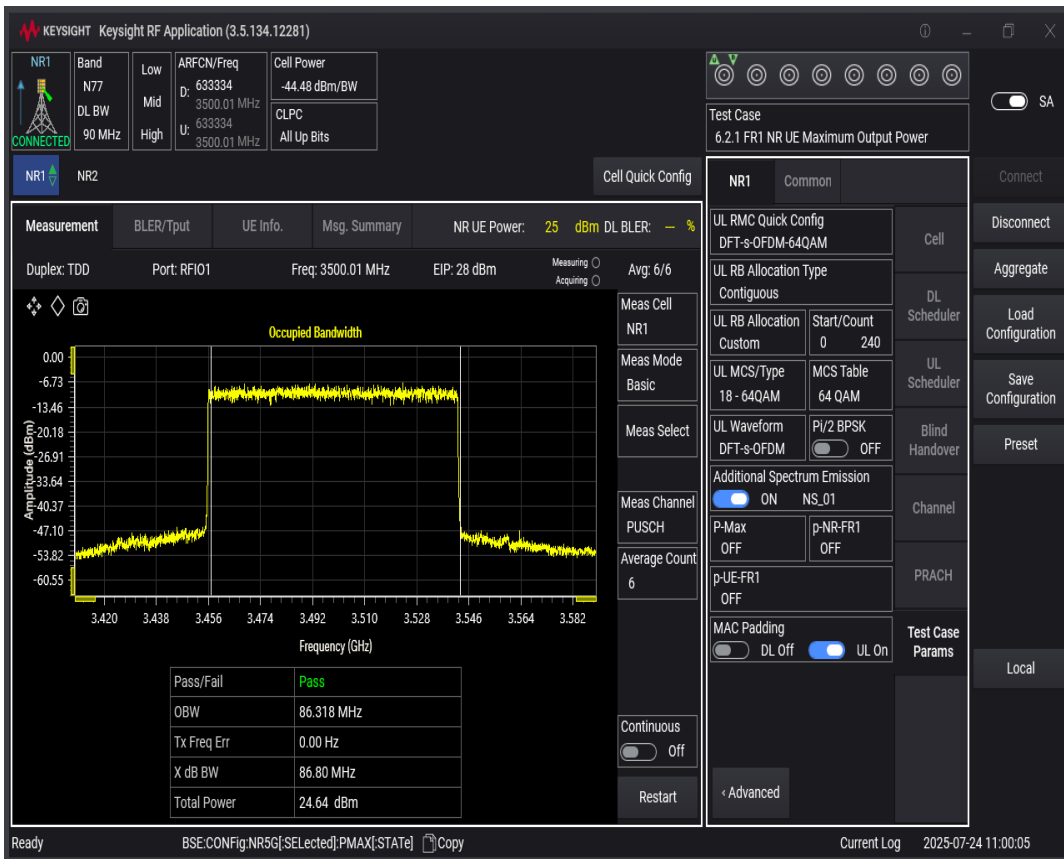 KEYSIGHT Keysight RF Application (3.5.134.12281)
NR1
CONNECTED
Band
N77
DL BW
90 MHz
Low
Mid
High
ARFCN/Freq
D: 633334
3500.01 MHz
U: 633334
3500.01 MHz
Cell Power
-44.48 dBm/BW
CLPC
All Up Bits
Test Case
6.2.1 FR1 NR UE Maximum Output Power
SA
NR1 NR2
Cell Quick Config
Measurement BLER/Tput UE Info. Msg. Summary NR UE Power: 25 dBm DL BLER: — %
Duplex: TDD Port: RFIO1 Freq: 3500.01 MHz EIP: 28 dBm Measuring Avg: 6/6
Acquiring
Occupied Bandwidth
Amplitude (dBm)
0.00
-6.73
-13.46
-20.18
-26.91
-33.64
-40.37
-47.10
-53.82
-60.55
3.420 3.438 3.456 3.474 3.492 3.510 3.528 3.546 3.564 3.582
Frequency (GHz)
Pass/Fail Pass
OBW 86.318 MHz
Tx Freq Err 0.00 Hz
X dB BW 86.80 MHz
Total Power 24.64 dBm
Meas Cell
NR1
Meas Mode
Basic
Meas Select
Meas Channel
PUSCH
Average Count
6
Continuous
Off
Restart
NR1 Common
UL RMC Quick Config
DFT-s-OFDM-64QAM
UL RB Allocation Type
Contiguous
UL RB Allocation Start/Count
Custom 0 240
UL MCS/Type MCS Table
18 - 64QAM 64 QAM
UL Waveform Pi/2 BPSK
DFT-s-OFDM OFF
Additional Spectrum Emission
ON NS_01
P-Max p-NR-FR1
OFF OFF
p-UE-FR1
OFF
MAC Padding
DL Off UL On
‹ Advanced
Cell
DL
Scheduler
UL
Scheduler
Blind
Handover
Channel
PRACH
Test Case
Params
Connect
Disconnect
Aggregate
Load
Configuration
Save
Configuration
Preset
Local
Ready BSE:CONFig:NR5G[:SELected]:PMAX[:STATe] Copy Current Log 2025-07-24 11:00:05